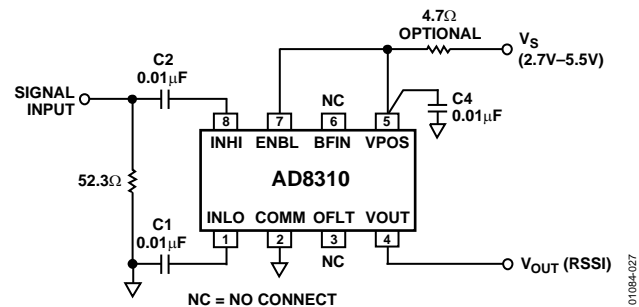 4.7Ω
OPTIONAL
VS
(2.7V–5.5V)
C2
0.01μF
SIGNAL
INPUT
NC
C4
0.01μF
8
7
6
5
INHI
ENBL
BFIN
VPOS
AD8310
52.3Ω
C1
0.01μF
INLO
COMM
OFLT
VOUT
1
2
3
4
NC
VOUT (RSSI)
NC = NO CONNECT
01084-027